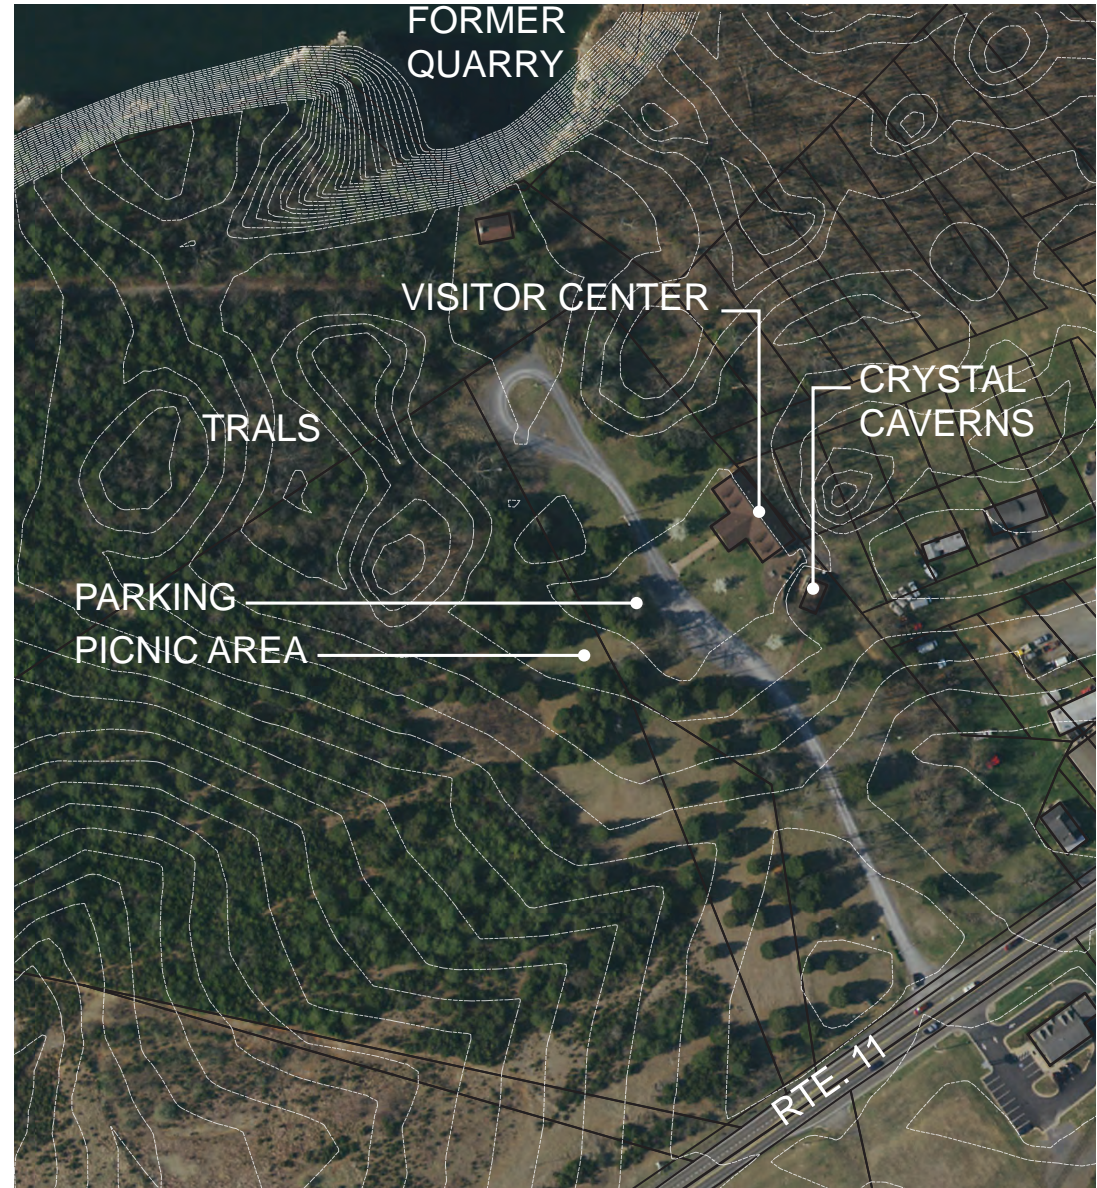 FORMER
QUARRY
VISITOR CENTER
CRYSTAL
CAVERNS
TRALS
PARKING
PICNIC AREA
RTE. 11